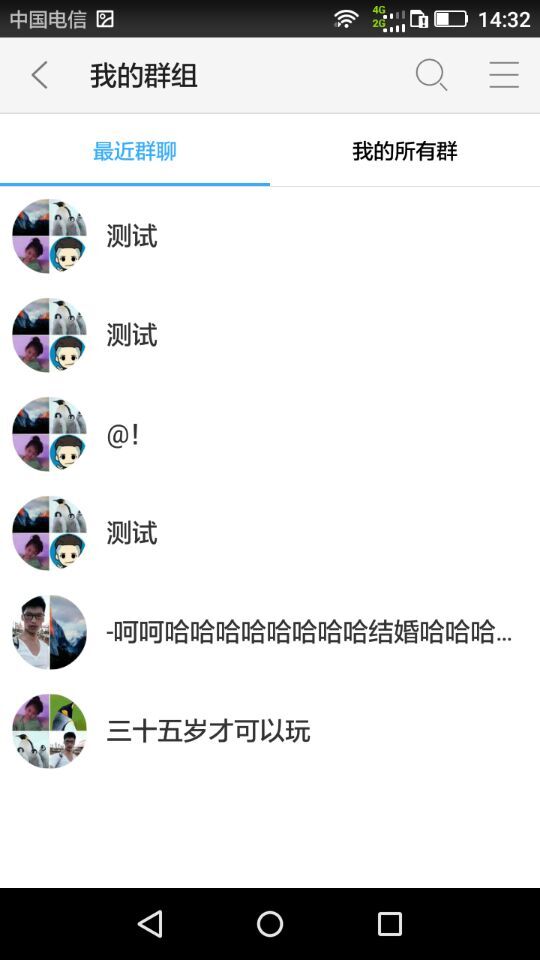 中国电信
4G
2G
14:32
我的群组
最近群聊
我的所有群
测试
测试
@!
测试
-呵呵哈哈哈哈哈哈哈哈结婚哈哈哈...
三十五岁才可以玩